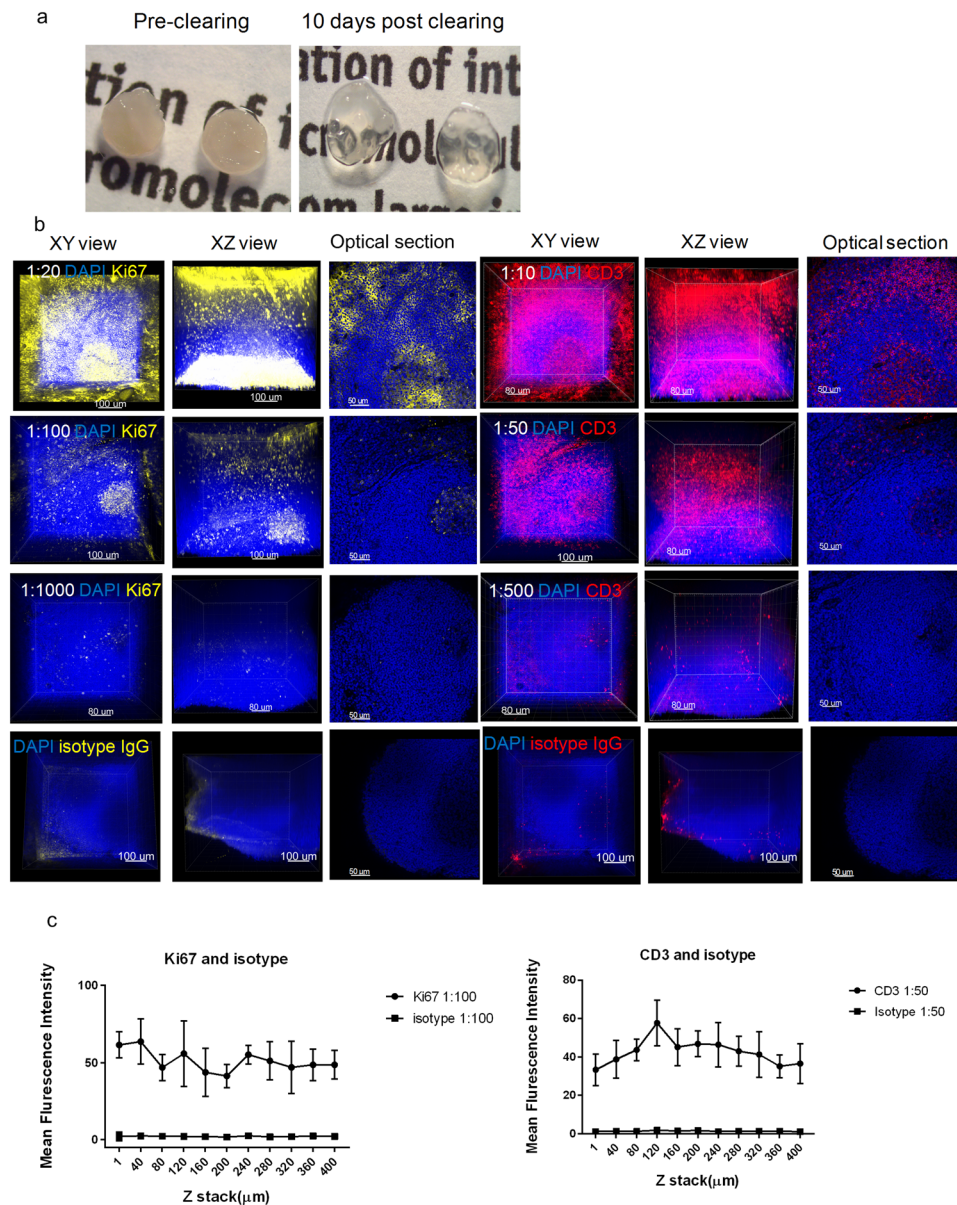 a
Pre-clearing
10 days post clearing
ation of int
b
XY view
XZ view
Optical section
XY view
XZ view
Optical section
1:20 DAPI Ki67
100 um
100 um
50 um
1:10 DAPI CD3
80 um
80 um
50 um
1:100 DAPI Ki67
100 um
100 um
50 um
1:50 DAPI CD3
80 um
80 um
50 um
1:1000 DAPI Ki67
80 um
80 um
50 um
1:500 DAPI CD3
80 um
80 um
50 um
DAPI isotype IgG
100 um
100 um
50 um
DAPI isotype IgG
100 um
100 um
50 um
c
Ki67 and isotype
Mean Flurescence Intensity
100
50
0
1 40 80 120 160 200 240 280 320 360 400
Z stack(μm)
Ki67 1:100
isotype 1:100
CD3 and isotype
Mean Flurescence Intensity
80
60
40
20
0
1 40 80 120 160 200 240 280 320 360 400
Z stack(μm)
CD3 1:50
Isotype 1:50